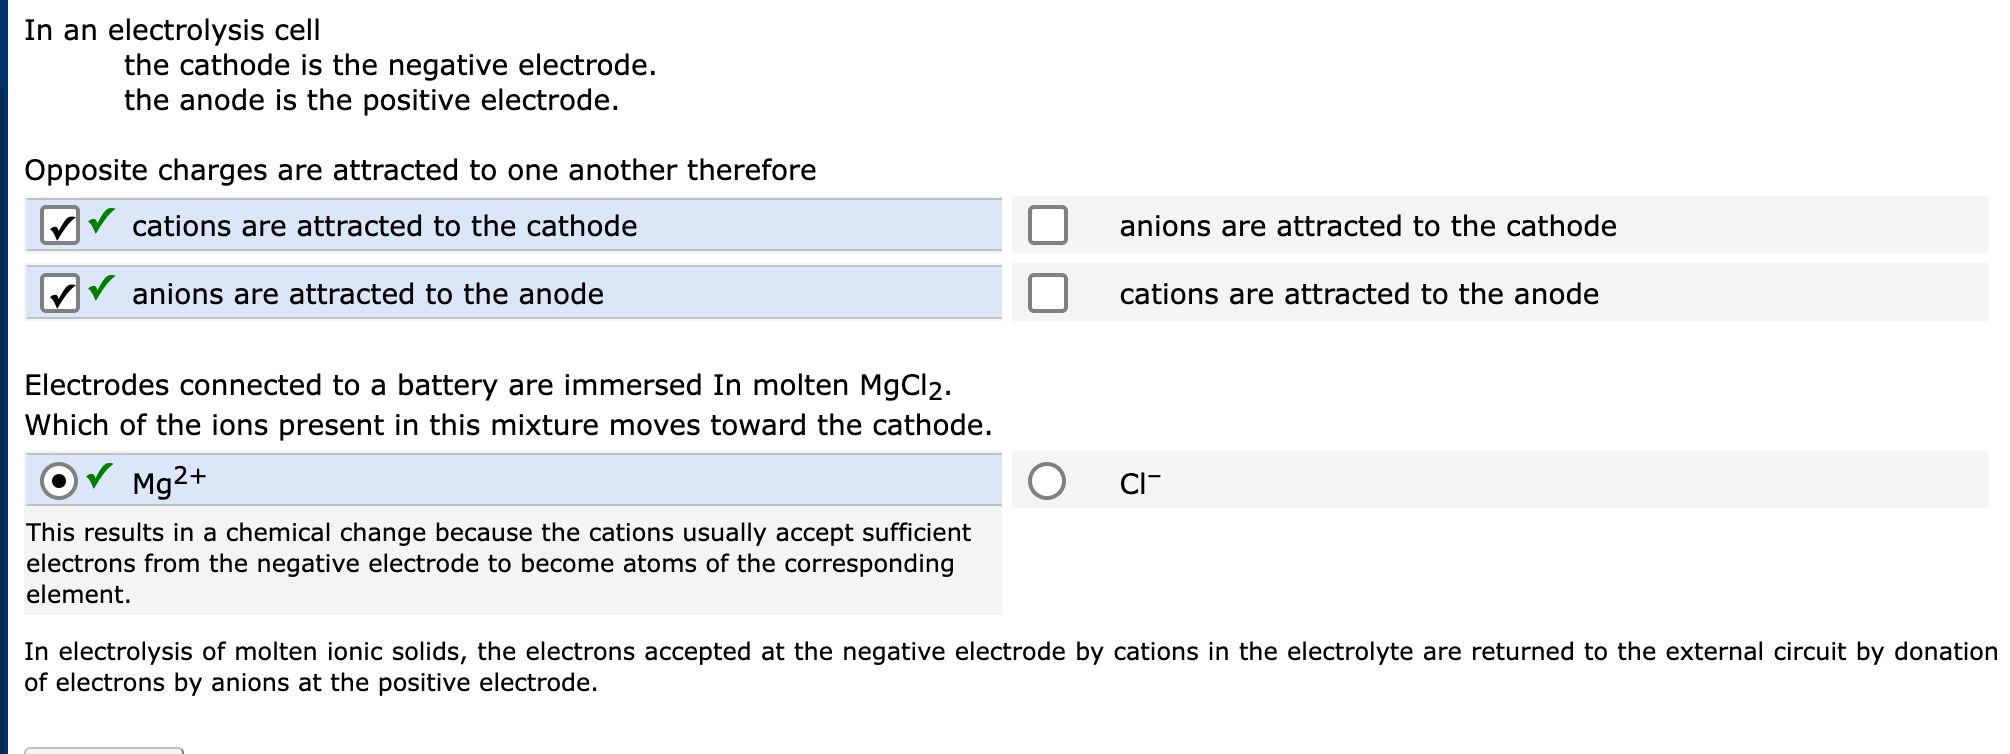 In an electrolysis cell
the cathode is the negative electrode.
the anode is the positive electrode.
Opposite charges are attracted to one another therefore
cations are attracted to the cathode
anions are attracted to the cathode
anions are attracted to the anode
cations are attracted to the anode
Electrodes connected to a battery are immersed In molten MgCl₂.
Which of the ions present in this mixture moves toward the cathode.
Mg²⁺
Cl⁻
This results in a chemical change because the cations usually accept sufficient
electrons from the negative electrode to become atoms of the corresponding
element.
In electrolysis of molten ionic solids, the electrons accepted at the negative electrode by cations in the electrolyte are returned to the external circuit by donation
of electrons by anions at the positive electrode.